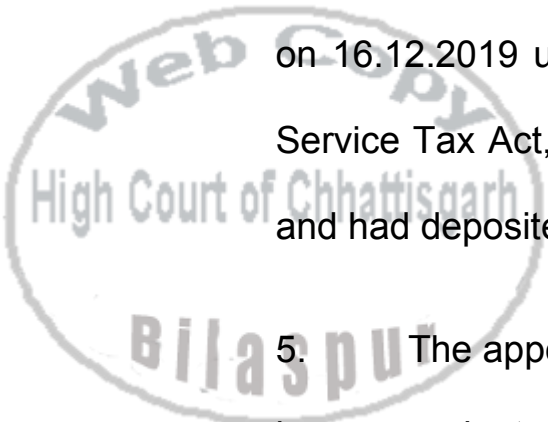 Web Copy
High Court of Chhattisgarh
Bilaspur
on 16.12.2019 u
Service Tax Act,
and had deposite
5. The appe